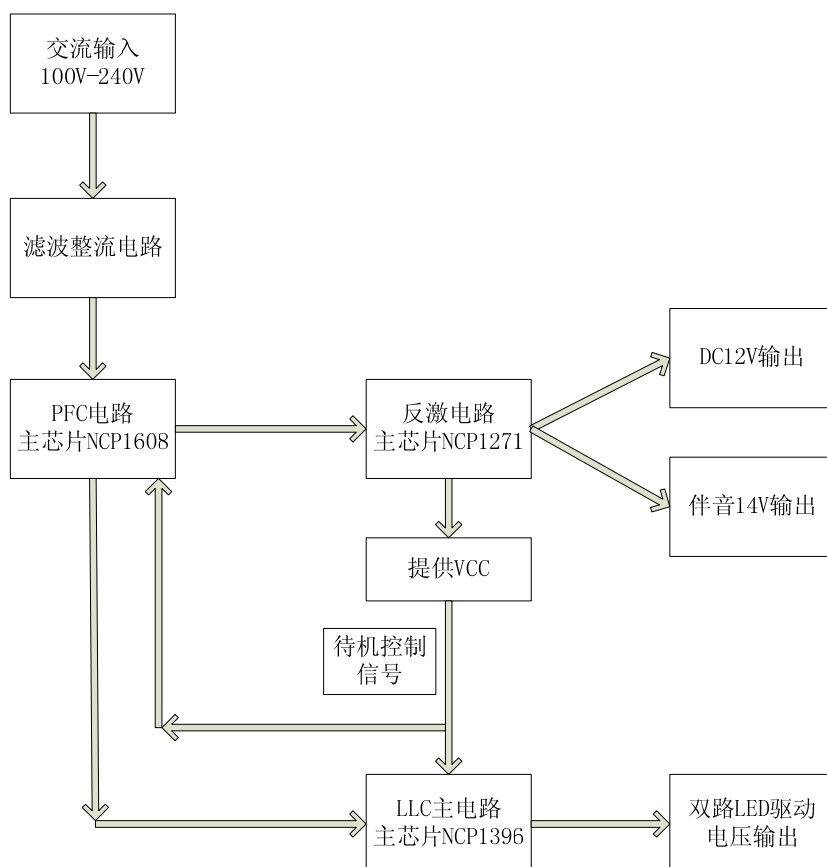 交流输入
100V-240V
滤波整流电路
DC12V输出
PFC电路
主芯片NCP1608
反激电路
主芯片NCP1271
伴音14V输出
提供VCC
待机控制
信号
LLC主电路
主芯片NCP1396
双路LED驱动
电压输出